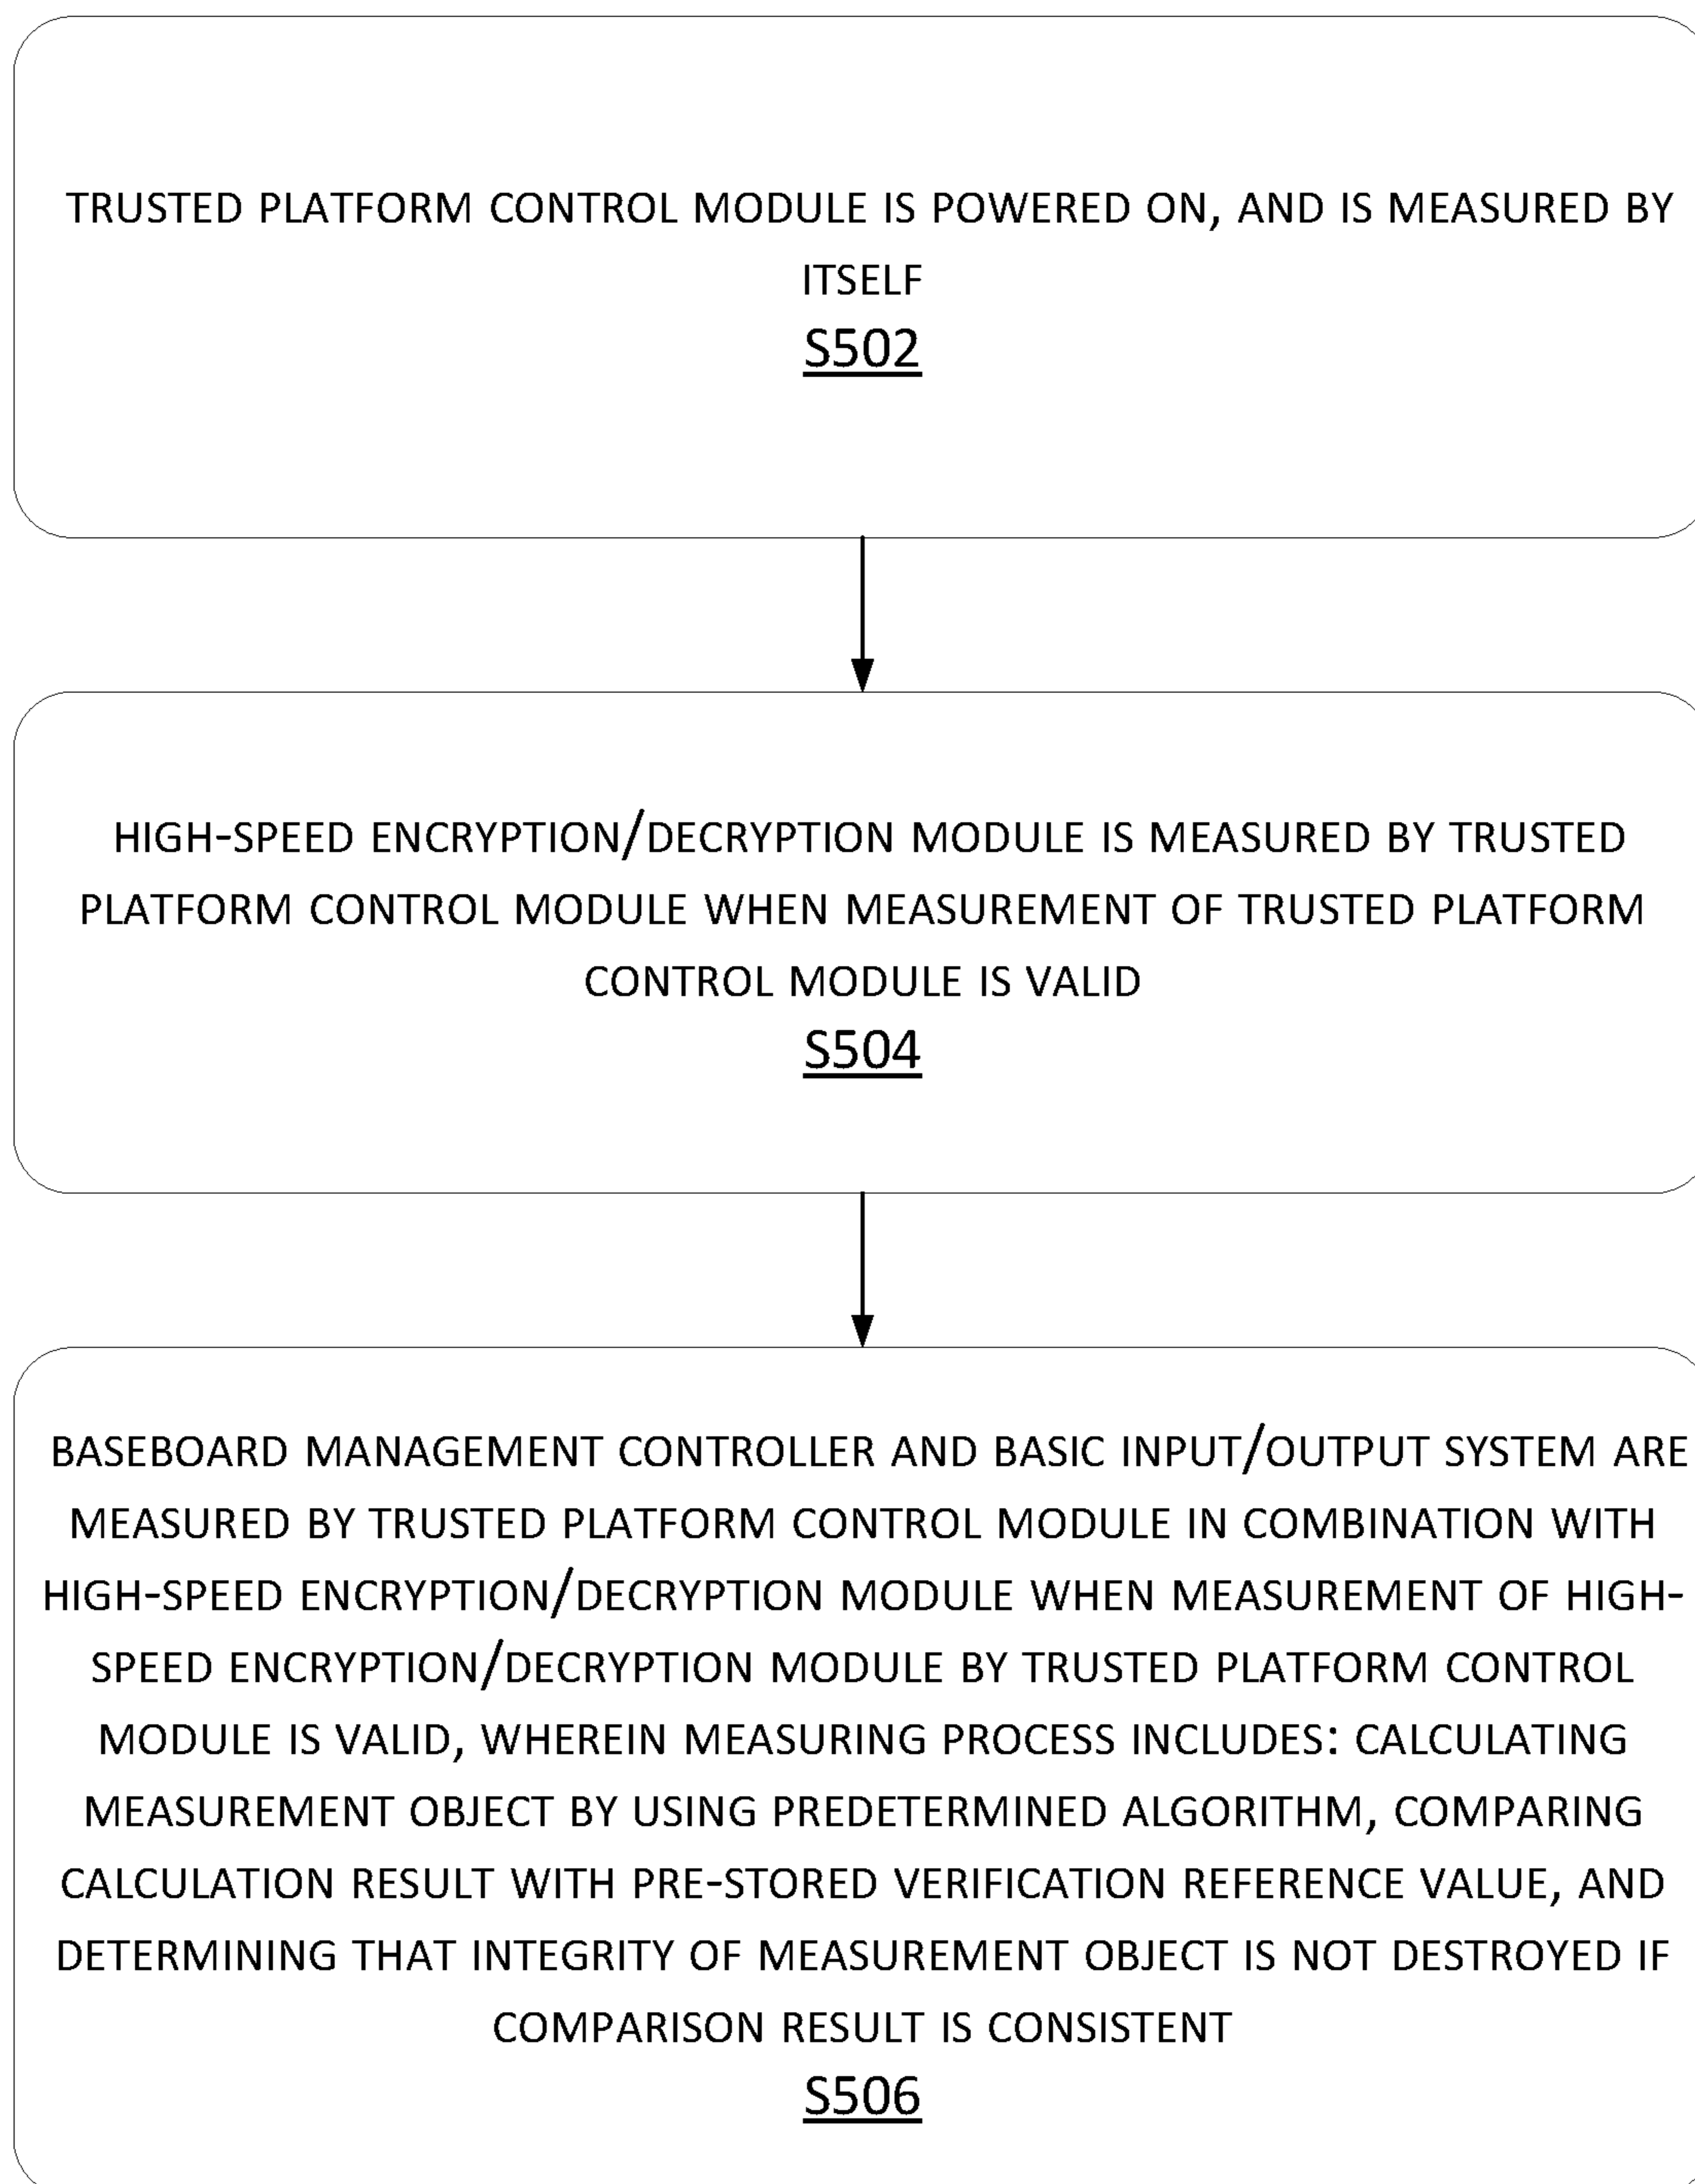 TRUSTED PLATFORM CONTROL MODULE IS POWERED ON, AND IS MEASURED BY
ITSELF
S502
HIGH-SPEED ENCRYPTION/DECRYPTION MODULE IS MEASURED BY TRUSTED
PLATFORM CONTROL MODULE WHEN MEASUREMENT OF TRUSTED PLATFORM
CONTROL MODULE IS VALID
S504
BASEBOARD MANAGEMENT CONTROLLER AND BASIC INPUT/OUTPUT SYSTEM ARE
MEASURED BY TRUSTED PLATFORM CONTROL MODULE IN COMBINATION WITH
HIGH-SPEED ENCRYPTION/DECRYPTION MODULE WHEN MEASUREMENT OF HIGH-
SPEED ENCRYPTION/DECRYPTION MODULE BY TRUSTED PLATFORM CONTROL
MODULE IS VALID, WHEREIN MEASURING PROCESS INCLUDES: CALCULATING
MEASUREMENT OBJECT BY USING PREDETERMINED ALGORITHM, COMPARING
CALCULATION RESULT WITH PRE-STORED VERIFICATION REFERENCE VALUE, AND
DETERMINING THAT INTEGRITY OF MEASUREMENT OBJECT IS NOT DESTROYED IF
COMPARISON RESULT IS CONSISTENT
S506